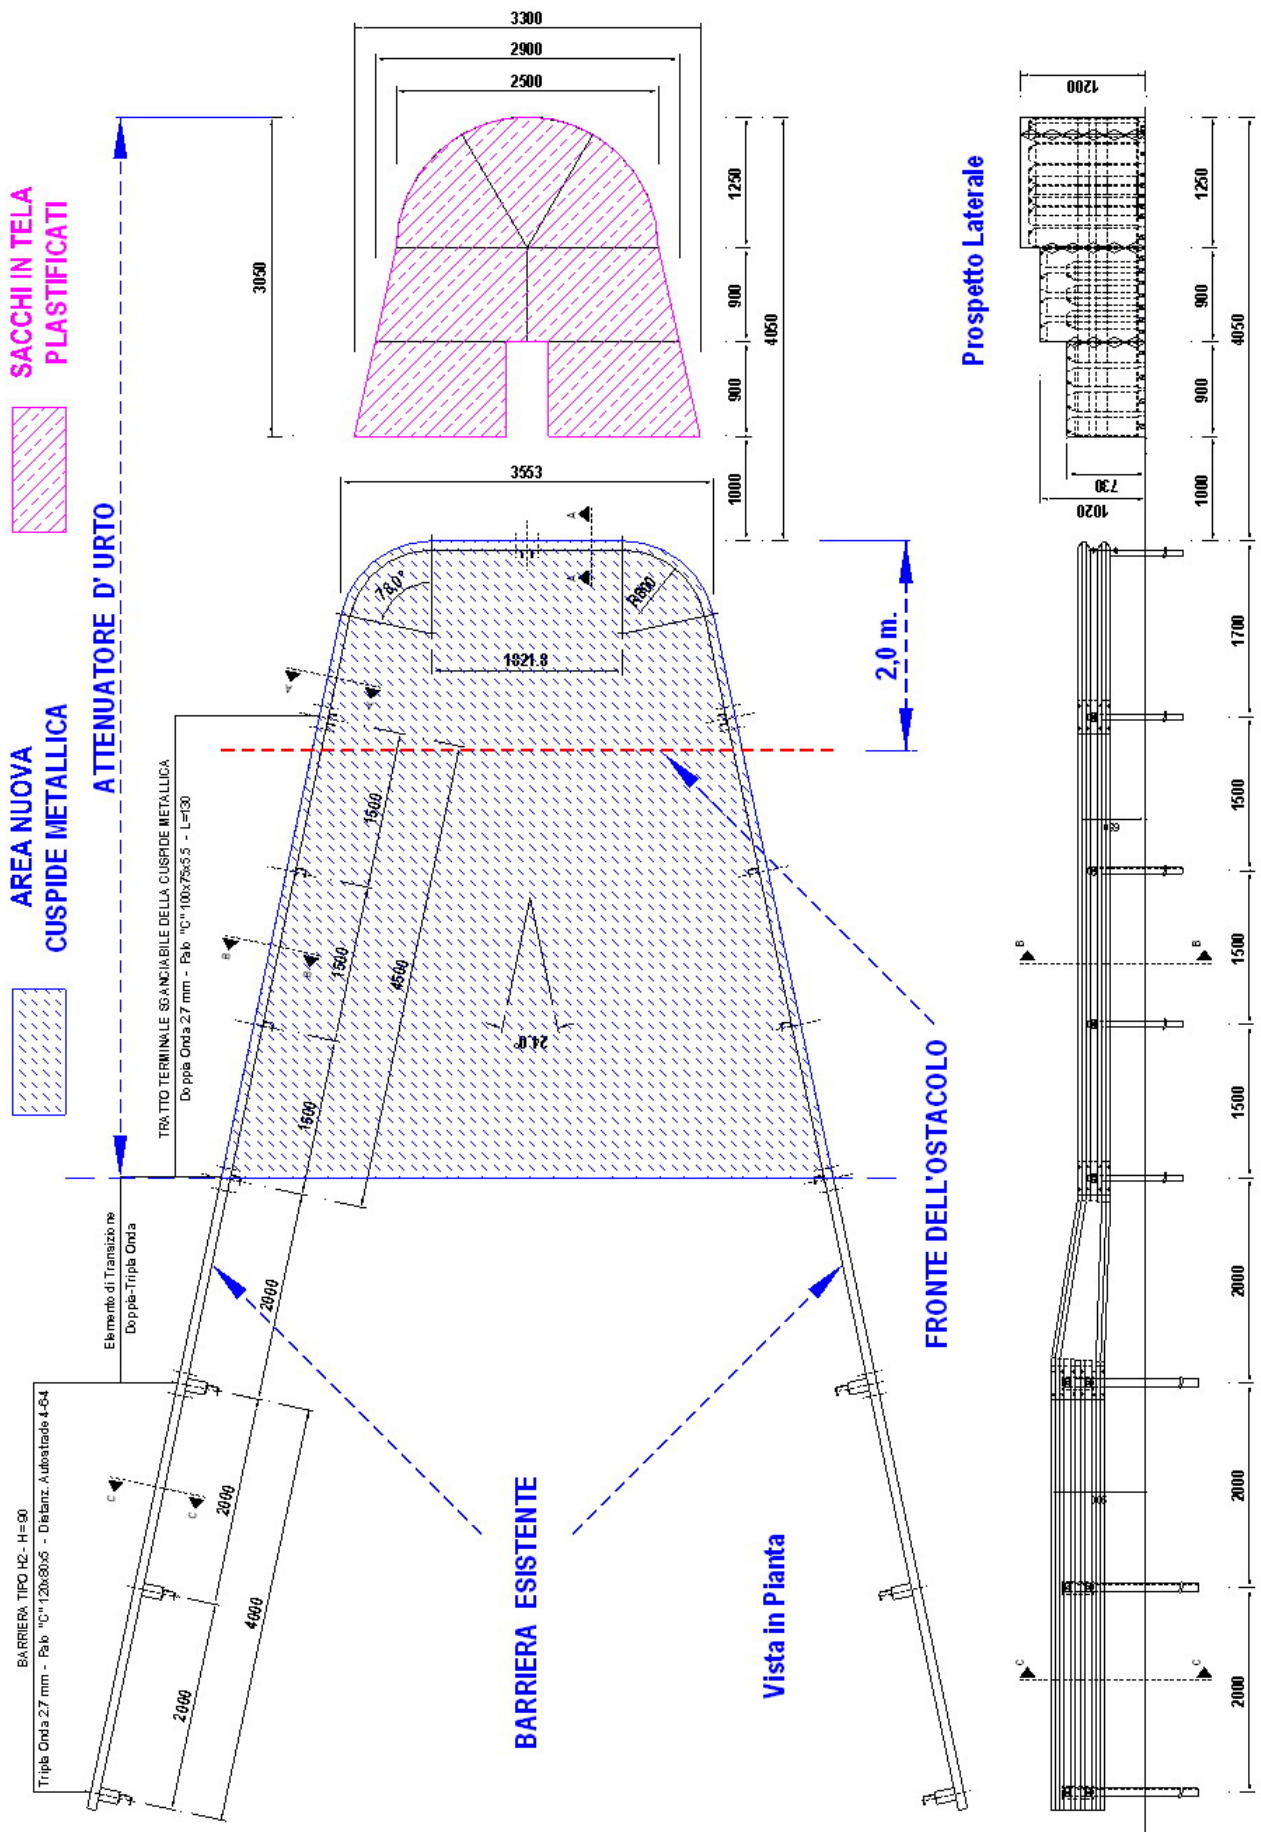 SACCHI IN TELA
PLASTIFICATI
AREA NUOVA
CUSPIDE METALLICA
ATTENUATORE D'URTO
3300
2900
2500
3050
1250
900
900
1000
4050
3553
78,0°
R800
1821.8
2,0 m.
A
A
A
TRATTO TERMINALE SGANCIABILE DELLA CUSPIDE METALLICA
Doppia Onda 2.7 mm - Palo "C" 100x75x5.5 - L=130
1500
1500
1500
4500
24.0°
B
B
FRONTE DELL'OSTACOLO
Elemento di Transizione
Doppia-Tripla Onda
BARRIERA TIPO H2 - H=90
Tripla Onda 2.7 mm - Palo "C" 120x80x5 - Distanz. Autostrade 4-64
2000
2000
2000
4000
C
C
BARRIERA ESISTENTE
Vista in Pianta
Prospetto Laterale
1200
1250
900
900
1000
4050
730
1020
1700
1500
1500
1500
2000
2000
2000
B
B
C
C